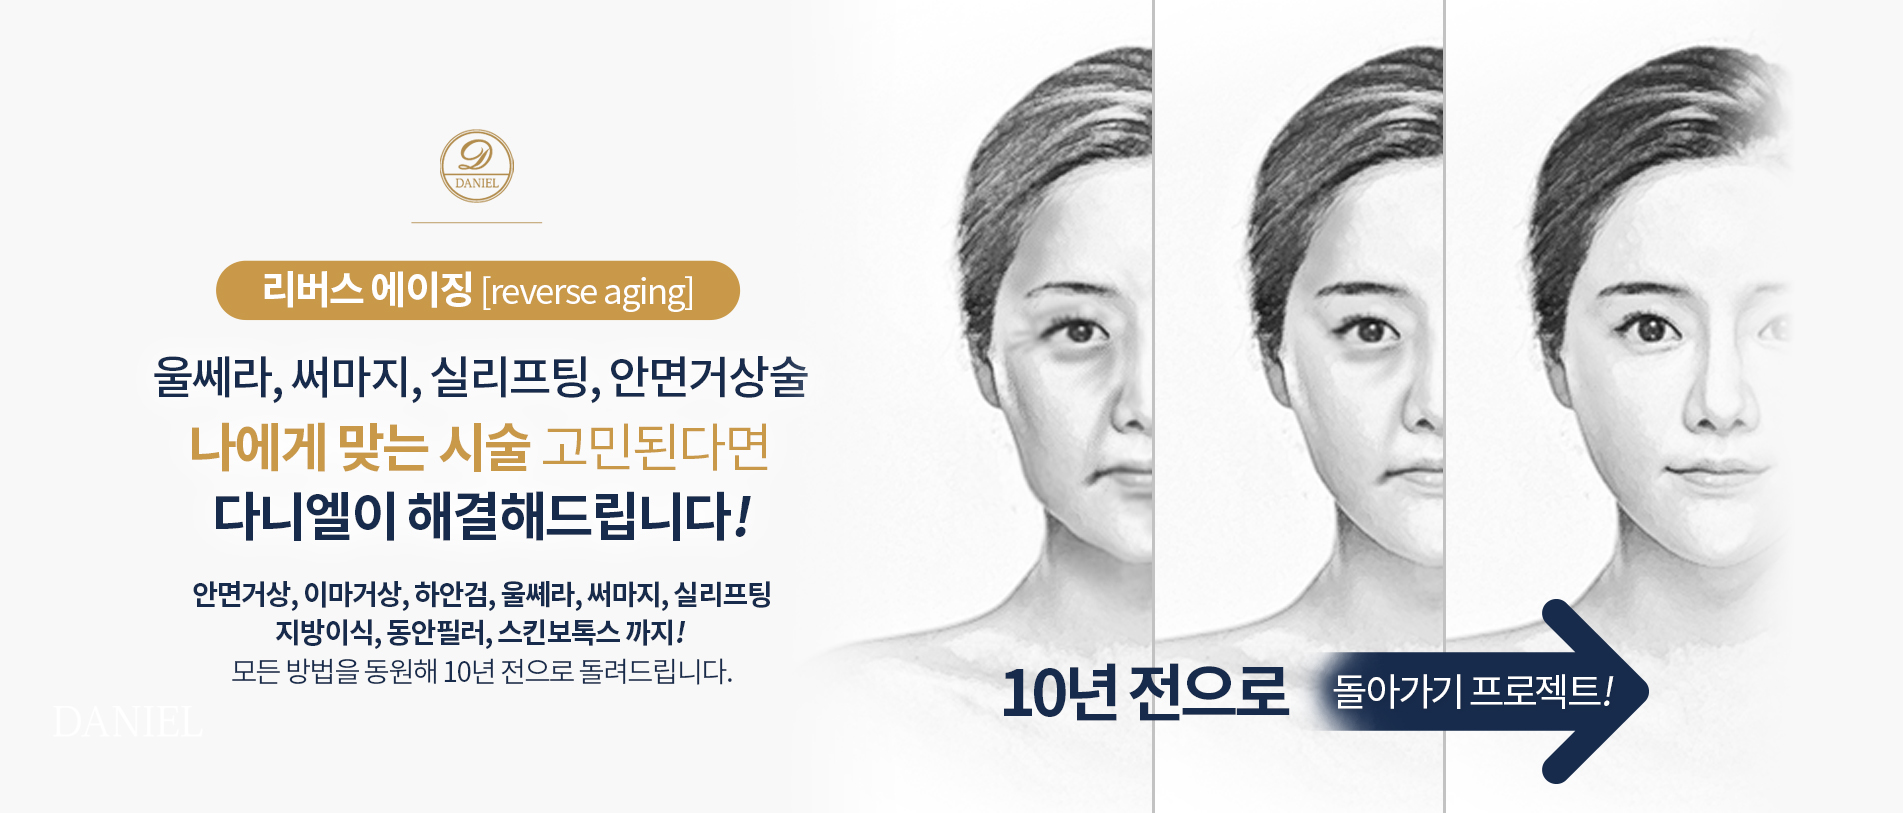 D
DANIEL
리버스 에이징 [reverse aging]
울쎄라, 써마지, 실리프팅, 안면거상술
나에게 맞는 시술 고민된다면
다니엘이 해결해드립니다!
안면거상, 이마거상, 하안검, 울쎄라, 써마지, 실리프팅
지방이식, 동안필러, 스킨보톡스 까지!
모든 방법을 동원해 10년 전으로 돌려드립니다.
DANIEL
10년 전으로 돌아가기 프로젝트!